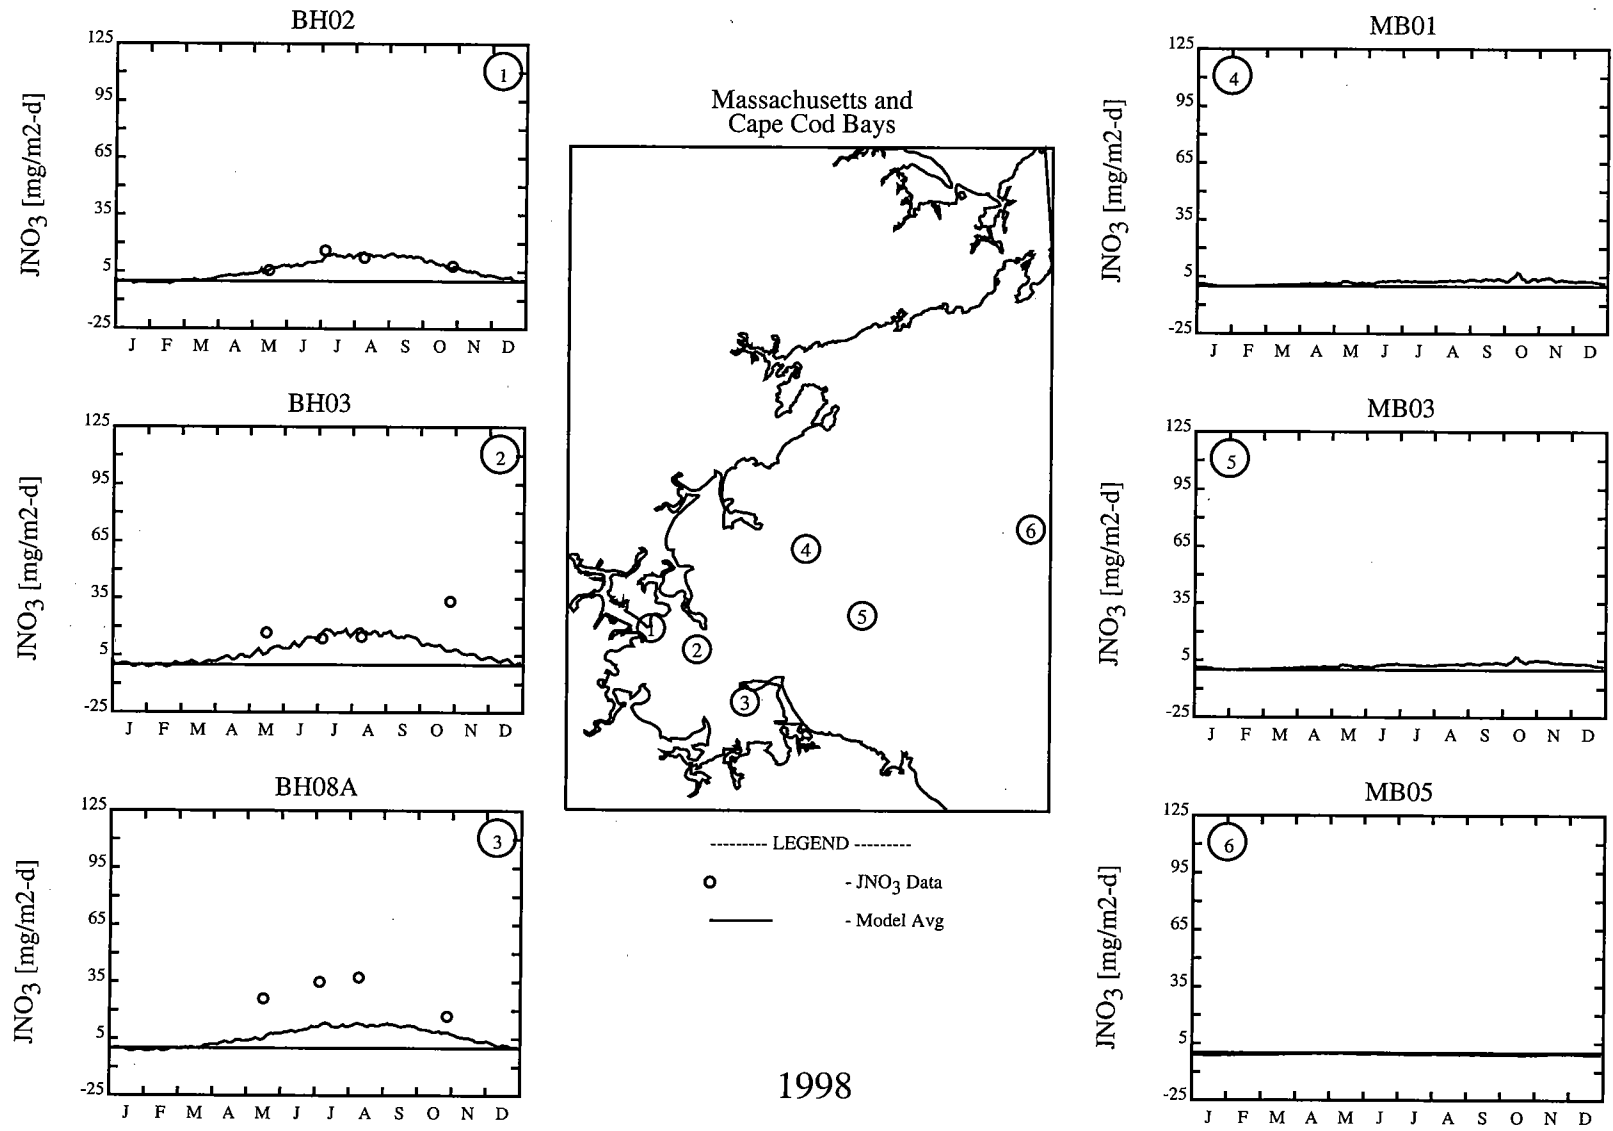 BH02
125
95
65
35
5
-25
JNO3 [mg/m2-d]
1
J F M A M J J A S O N D
BH03
125
95
65
35
5
-25
JNO3 [mg/m2-d]
2
J F M A M J J A S O N D
BH08A
125
95
65
35
5
-25
JNO3 [mg/m2-d]
3
J F M A M J J A S O N D
Massachusetts and
Cape Cod Bays
6
4
5
1
2
3
-------- LEGEND --------
- JNO3 Data
- Model Avg
1998
MB01
125
95
65
35
5
-25
JNO3 [mg/m2-d]
4
J F M A M J J A S O N D
MB03
125
95
65
35
5
-25
JNO3 [mg/m2-d]
5
J F M A M J J A S O N D
MB05
125
95
65
35
5
-25
JNO3 [mg/m2-d]
6
J F M A M J J A S O N D